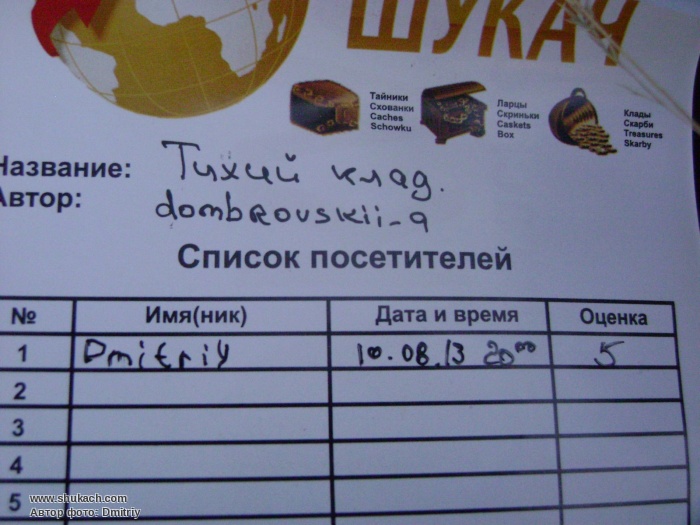 ШУКАЧ
Тайники
Схованки
Caches
Schowku
Ларцы
Скриньки
Caskets
Box
Клады
Скарби
Treasures
Skarby
Название: Тихий клад.
Автор: dombrovskii-a
Список посетителей
№ Имя(ник) Дата и время Оценка
1 Dmitriy 10.08.13 20⁰⁰ 5
2
3
4
5
www.shukach.com
Автор фото: Dmitriy